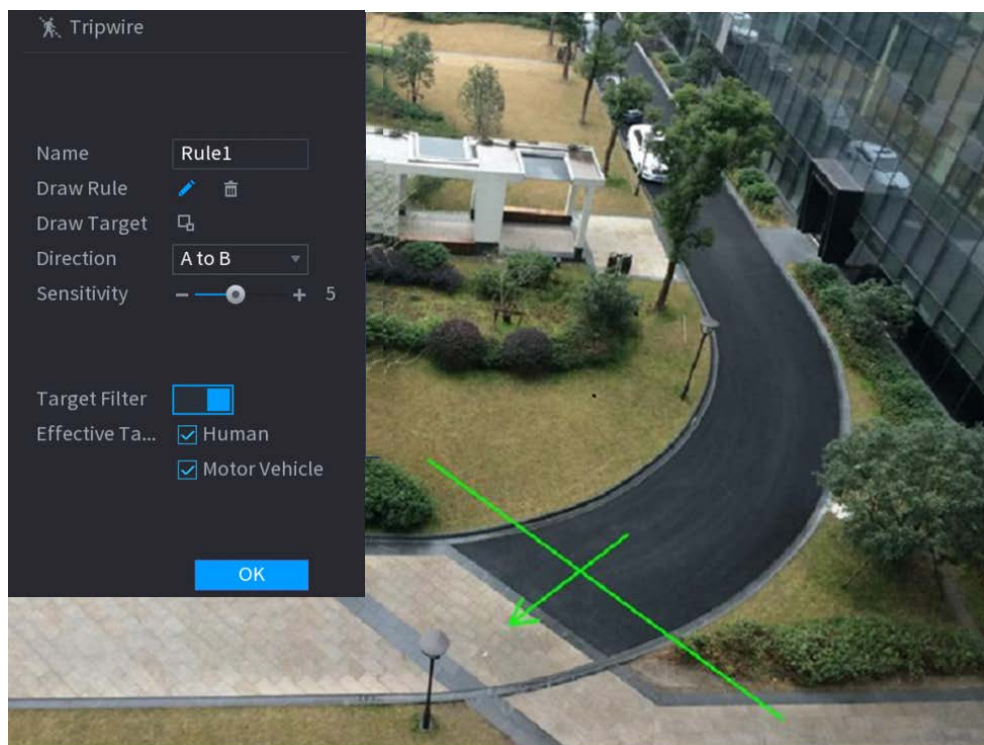 Tripwire
Name Rule1
Draw Rule
Draw Target
Direction A to B
Sensitivity 5
Target Filter
Effective Ta... Human
Motor Vehicle
OK